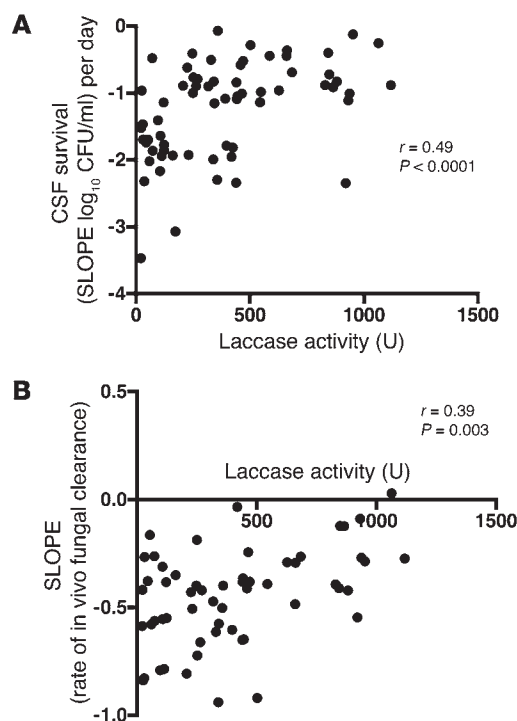 A
CSF survival
(SLOPE log10 CFU/ml) per day
0
-1
-2
-3
-4
r = 0.49
P < 0.0001
0 500 1000 1500
Laccase activity (U)
B
SLOPE
(rate of in vivo fungal clearance)
0.5
0.0
-0.5
-1.0
r = 0.39
P = 0.003
Laccase activity (U)
500 1000 1500